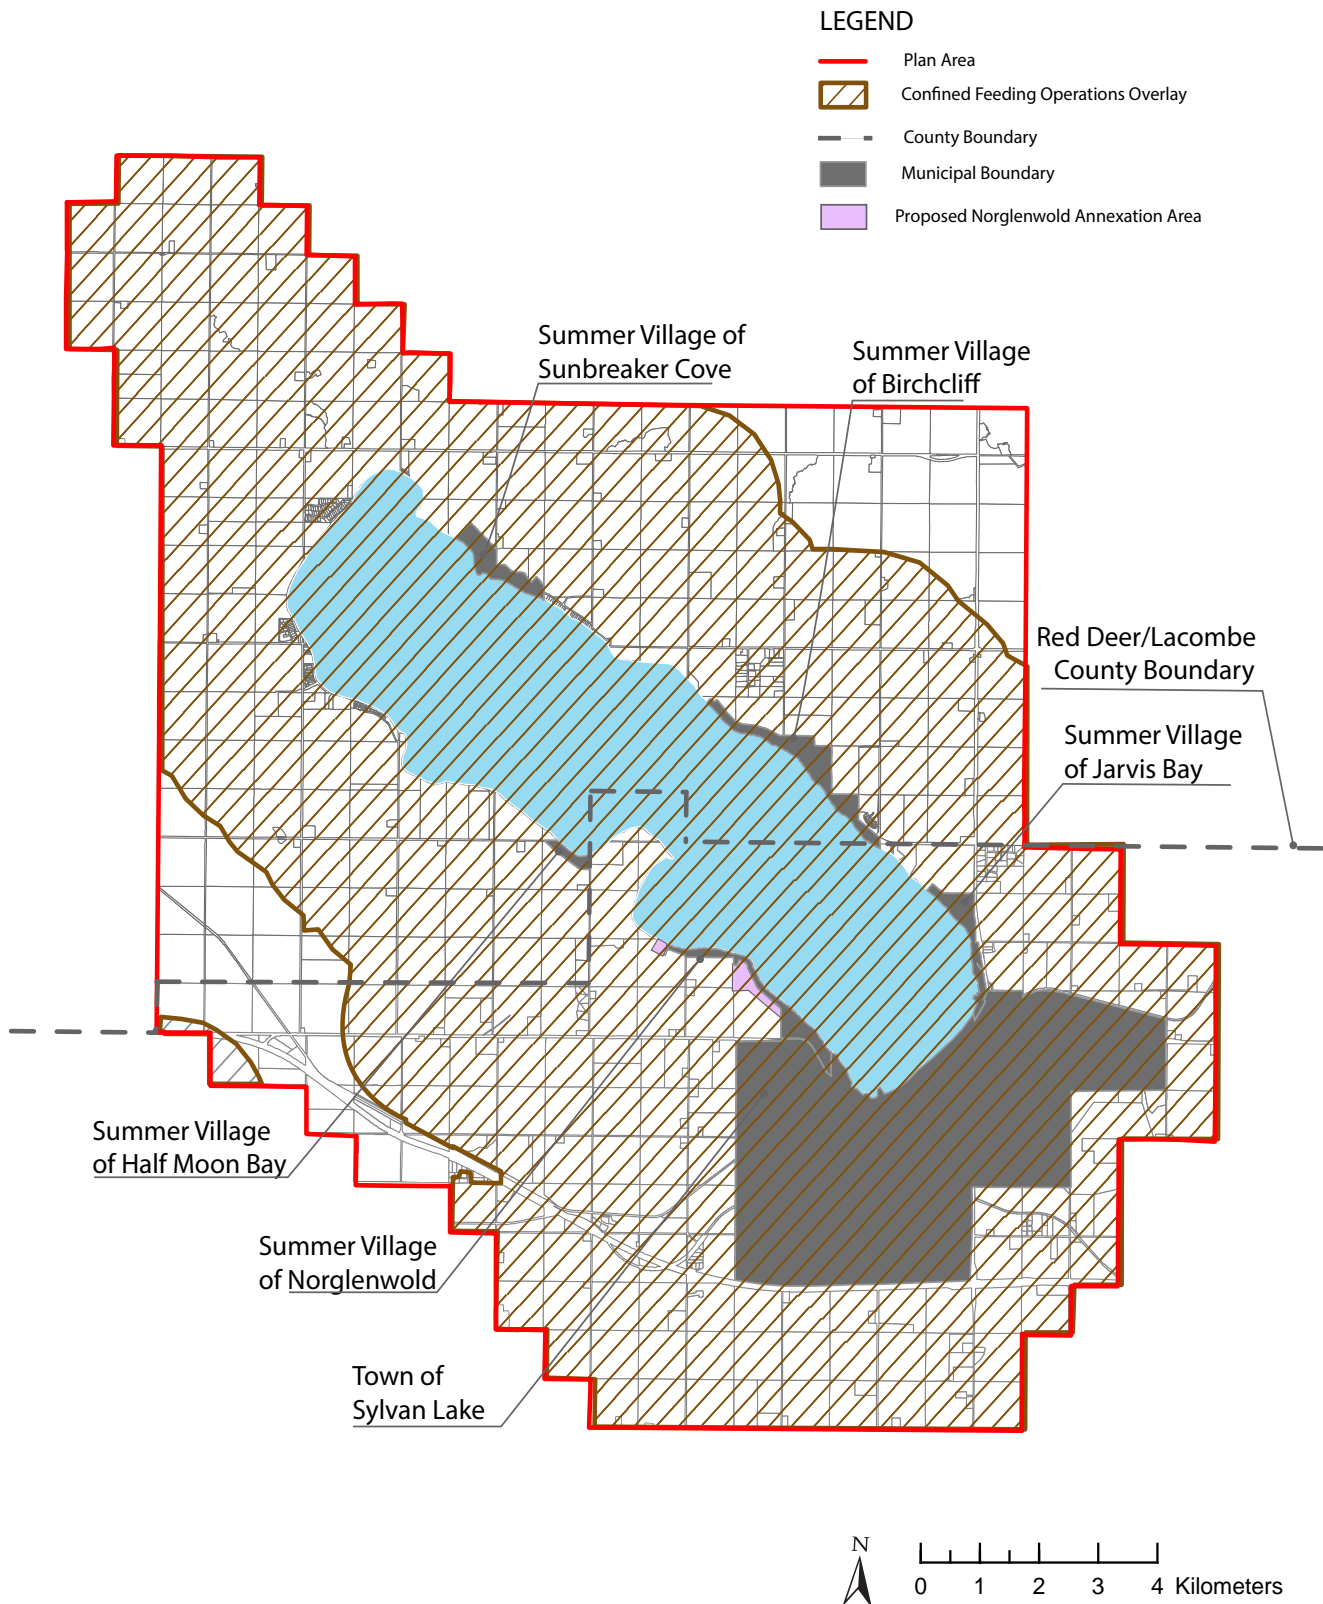 LEGEND
Plan Area
Confined Feeding Operations Overlay
County Boundary
Municipal Boundary
Proposed Norglenwold Annexation Area
Summer Village of
Sunbreaker Cove
Summer Village
of Birchcliff
Red Deer/Lacombe
County Boundary
Summer Village
of Jarvis Bay
Summer Village
of Half Moon Bay
Summer Village
of Norglenwold
Town of
Sylvan Lake
N
0 1 2 3 4 Kilometers